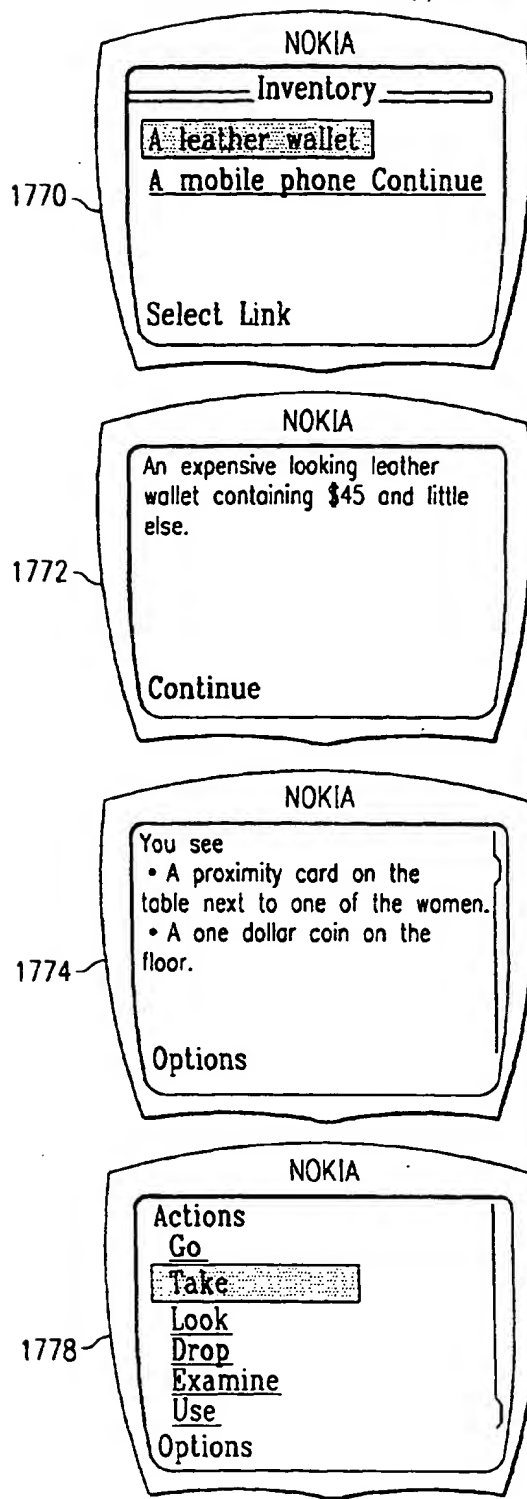 NOKIA
Inventory
A leather wallet
A mobile phone Continue
1770
Select Link
NOKIA
An expensive looking leather
wallet containing $45 and little
else.
1772
Continue
NOKIA
You see
• A proximity card on the
table next to one of the women.
• A one dollar coin on the
floor.
1774
Options
NOKIA
Actions
Go
Take
Look
Drop
Examine
Use
1778
Options